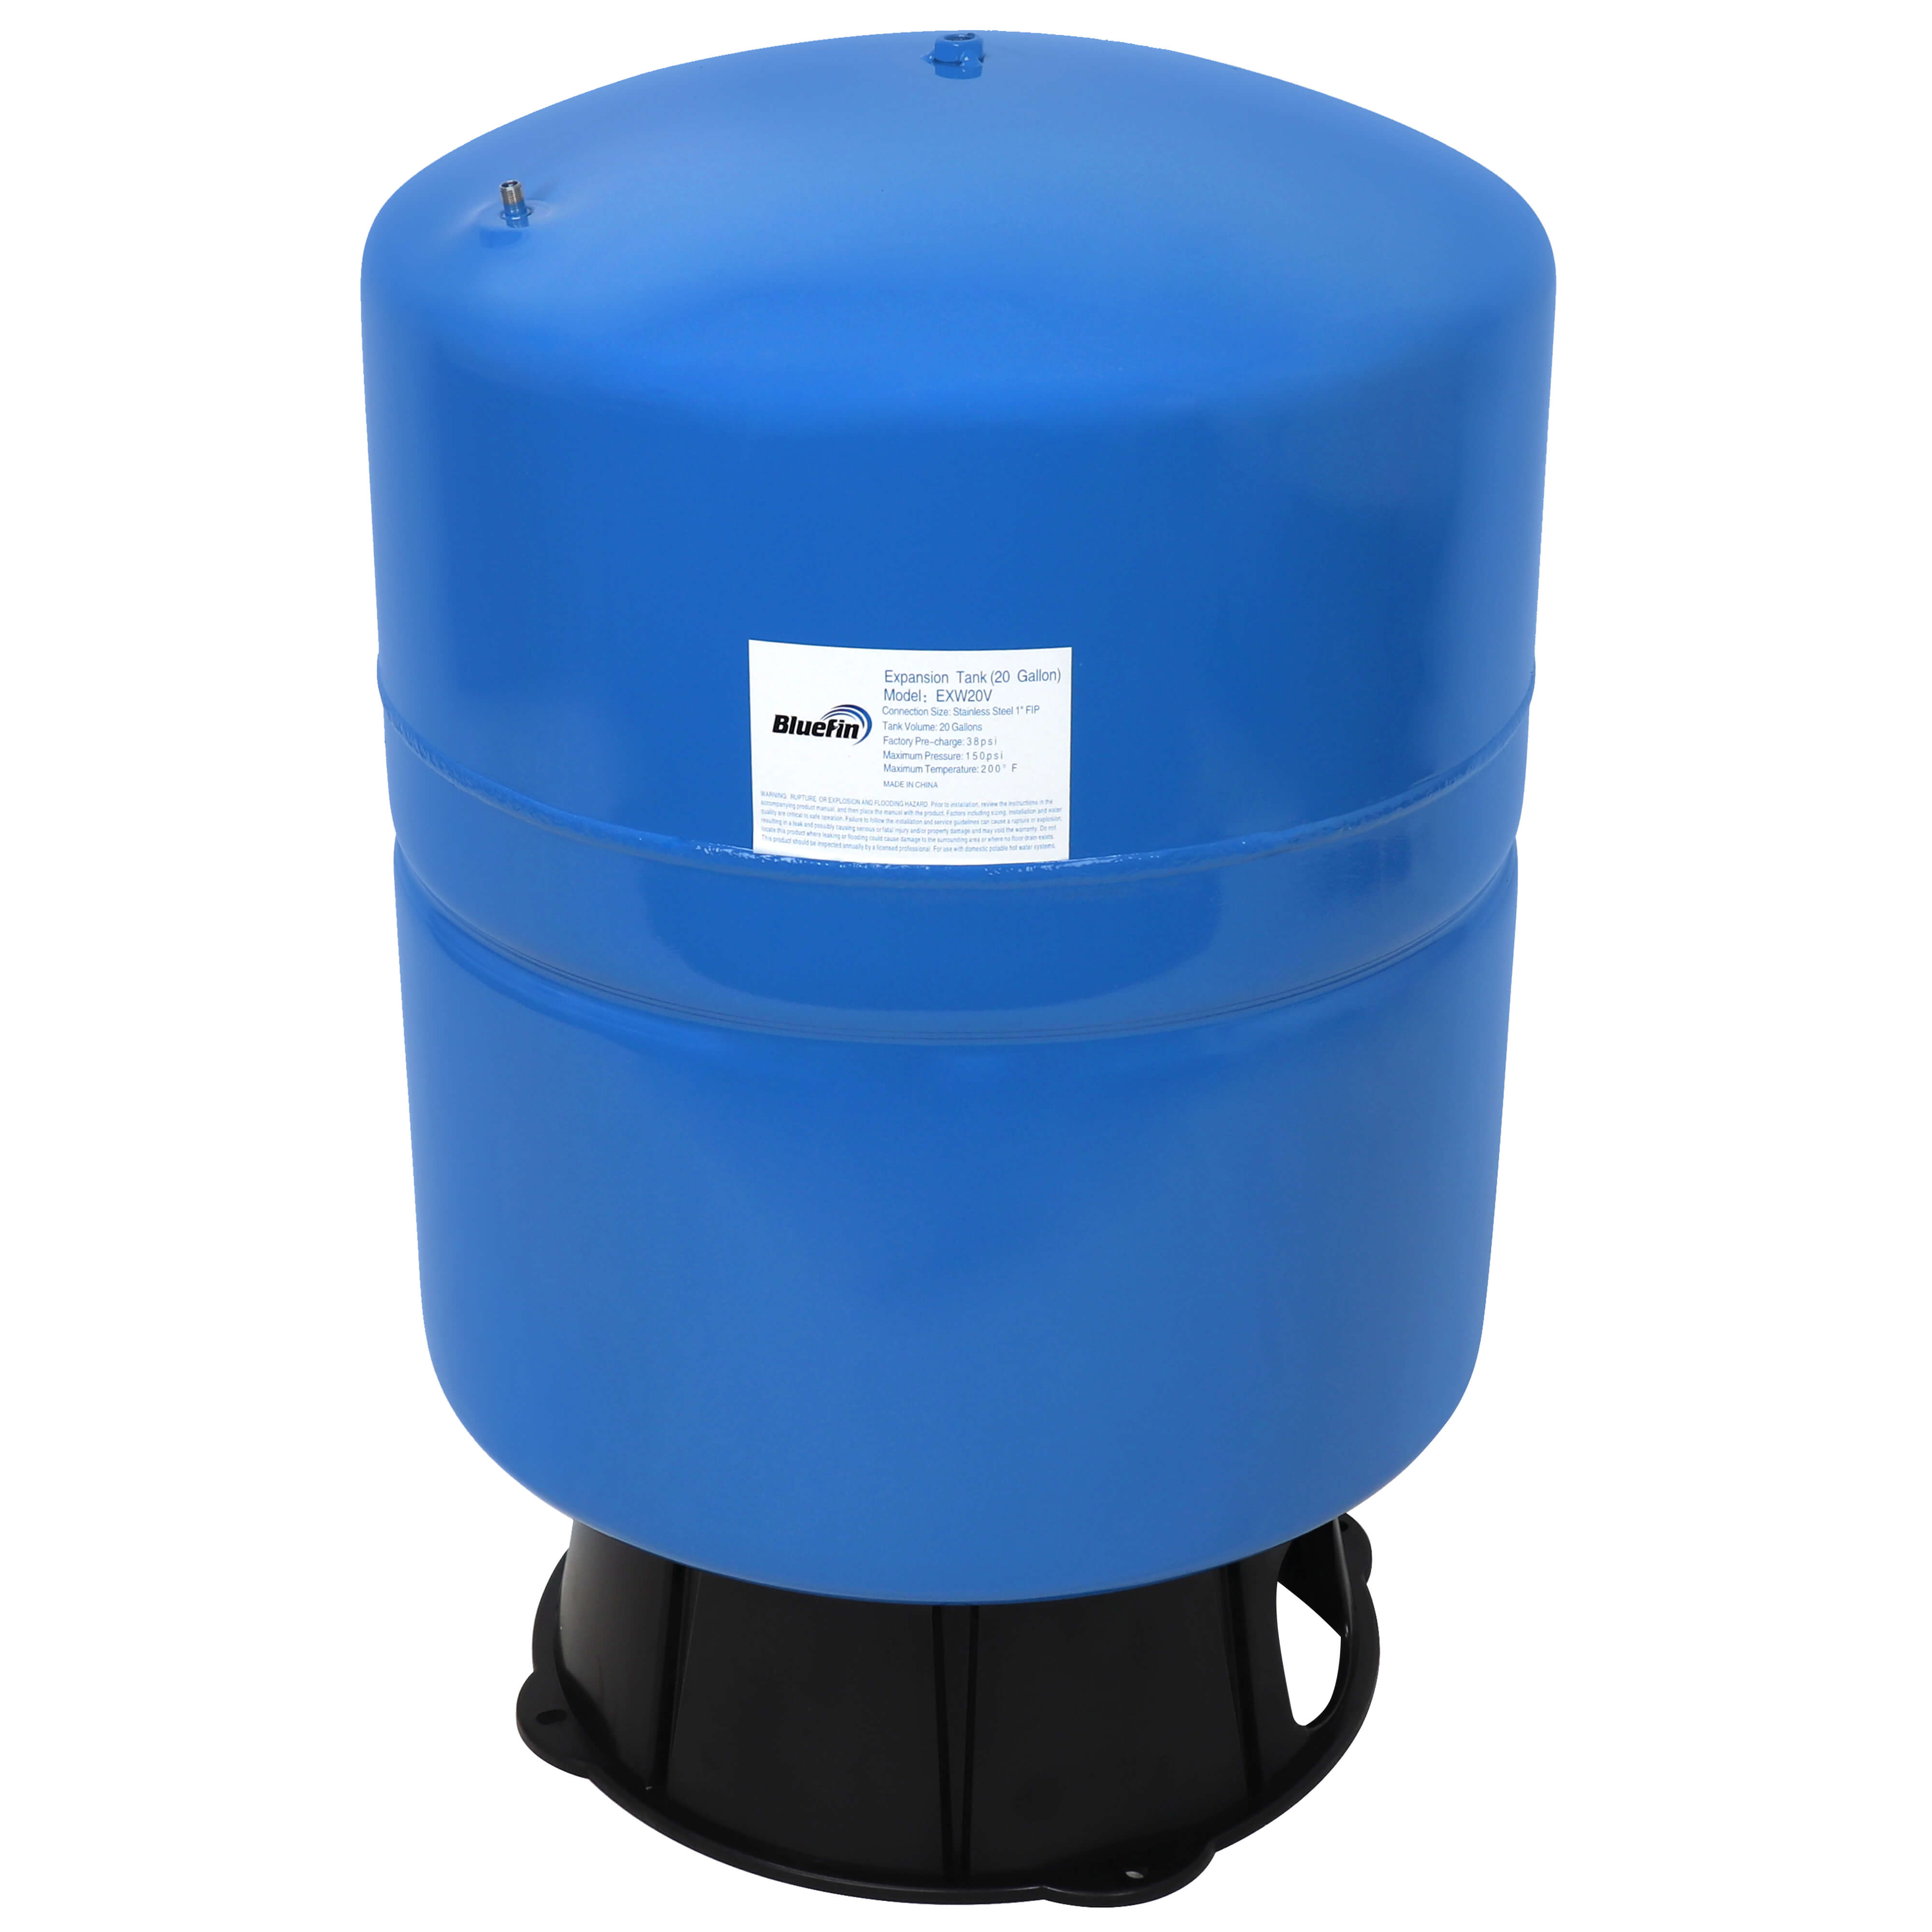 Bluefin
Expansion Tank (20 Gallon)
Model: EXW20V
Connection Size: Stainless Steel 1" FIP
Tank Volume: 20 Gallons
Factory Pre-charge: 38psi
Maximum Pressure: 150psi
Maximum Temperature: 200° F
MADE IN CHINA
WARNING: RUPTURE OR EXPLOSION AND FLOODING HAZARD. Prior to installation, review the instructions in the
accompanying product manual, and then place the manual with the product. Factors including sizing, installation and water
quality are critical to safe operation. Failure to follow the installation and service guidelines can cause a rupture or explosion,
resulting in a leak and possibly causing serious or fatal injury and/or property damage and may void the warranty. Do not
locate this product where leaking or flooding could cause damage to the surrounding area or where no floor drain exists.
This product should be inspected annually by a licensed professional. For use with domestic potable hot water systems.